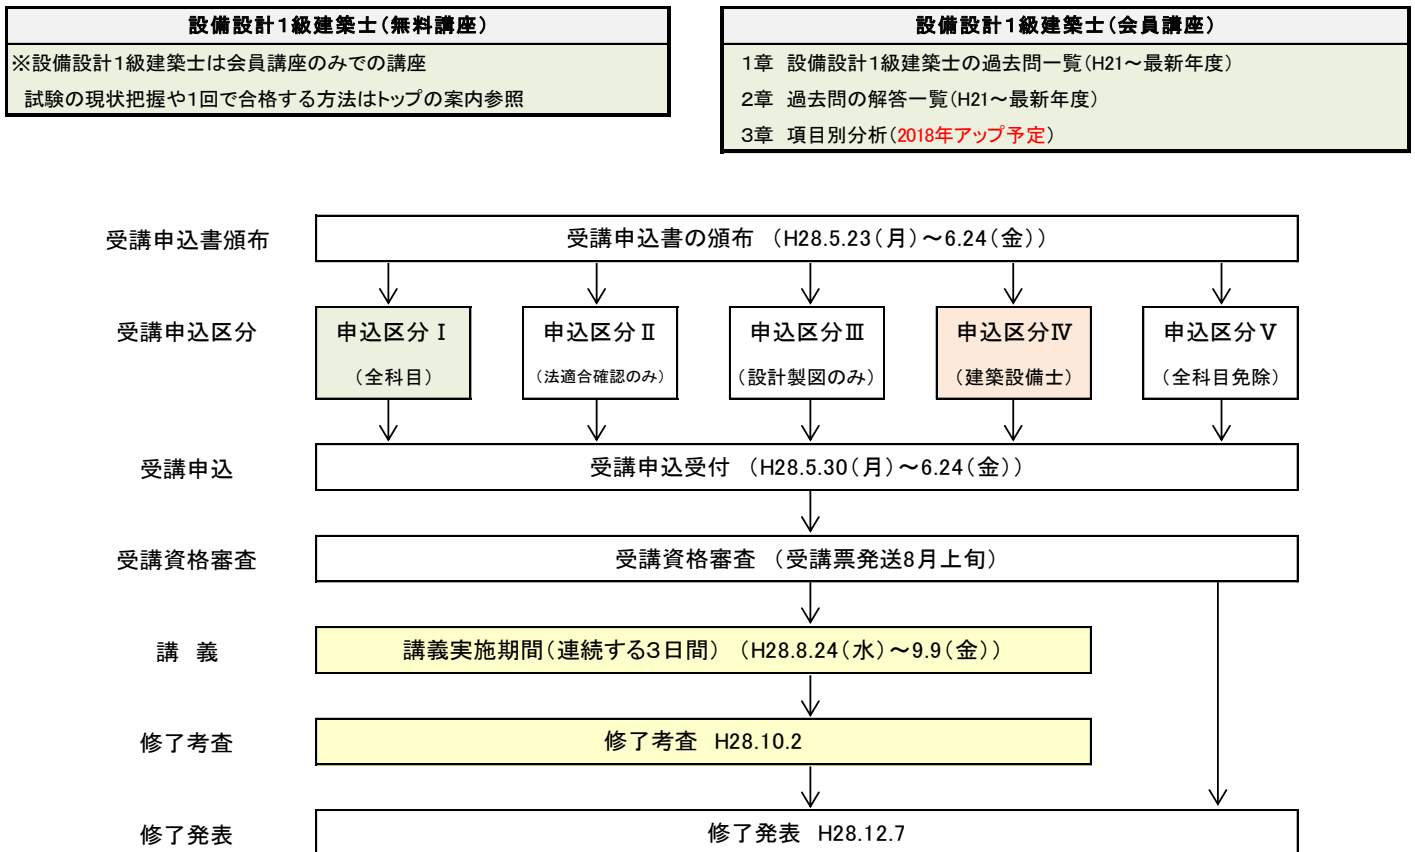 設備設計1級建築士（無料講座）
※設備設計1級建築士は会員講座のみでの講座
試験の現状把握や1回で合格する方法はトップの案内参照
設備設計1級建築士（会員講座）
1章 設備設計1級建築士の過去問一覧（H21～最新年度）
2章 過去問の解答一覧（H21～最新年度）
3章 項目別分析（2018年アップ予定）
受講申込書頒布
受講申込書の頒布 （H28.5.23（月）～6.24（金））
受講申込区分
申込区分Ⅰ
（全科目）
申込区分Ⅱ
（法適合確認のみ）
申込区分Ⅲ
（設計製図のみ）
申込区分Ⅳ
（建築設備士）
申込区分Ⅴ
（全科目免除）
受講申込
受講申込受付 （H28.5.30（月）～6.24（金））
受講資格審査
受講資格審査 （受講票発送8月上旬）
講 義
講義実施期間（連続する3日間） （H28.8.24（水）～9.9（金））
修了考査
修了考査 H28.10.2
修了発表
修了発表 H28.12.7